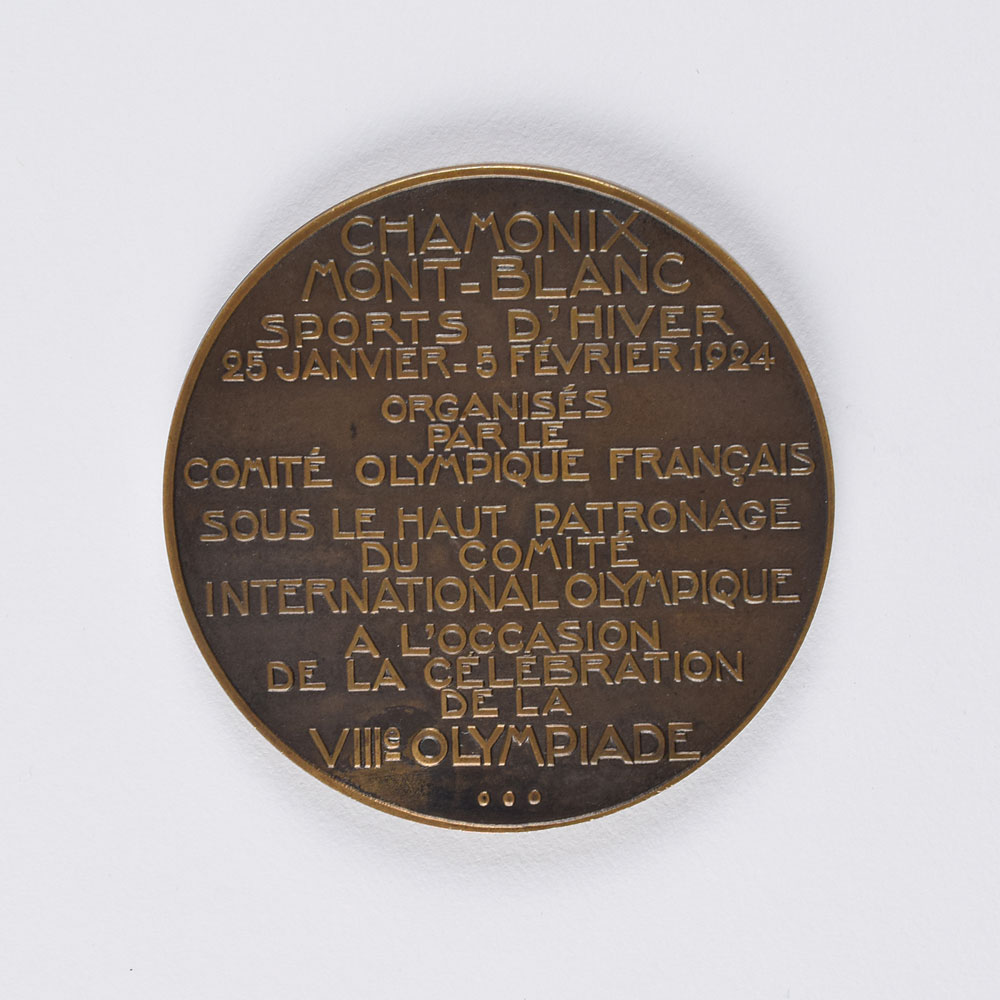 CHAMONIX
MONT-BLANC
SPORTS D'HIVER
25 JANVIER-5 FÉVRIER 1924
ORGANISÉS
PAR LE
COMITÉ OLYMPIQUE FRANÇAIS
SOUS LE HAUT PATRONAGE
DU COMITÉ
INTERNATIONAL OLYMPIQUE
A L'OCCASION
DE LA CÉLÉBRATION
DE LA
VIIIe OLYMPIADE